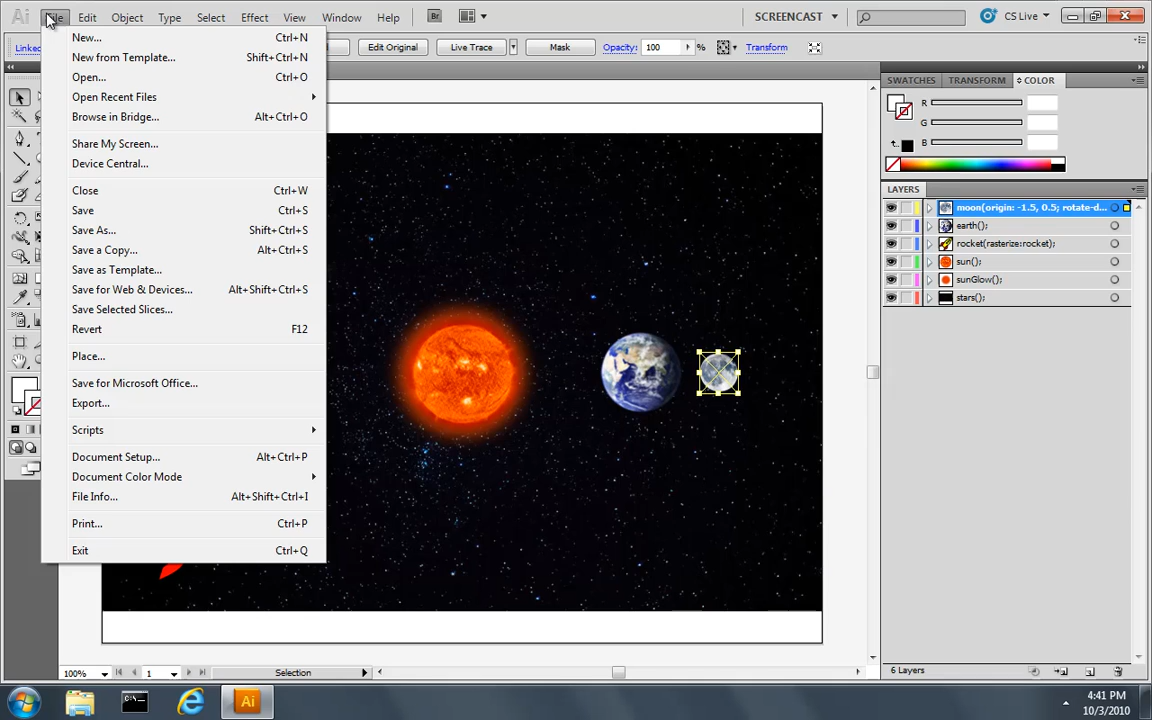 Ai File Edit Object Type Select Effect View Window Help Br SCREENCAST CS Live
Linked Edit Original Live Trace Mask Opacity: 100 % Transform
New... Ctrl+N
New from Template... Shift+Ctrl+N
Open... Ctrl+O
Open Recent Files
Browse in Bridge... Alt+Ctrl+O
Share My Screen...
Device Central...
Close Ctrl+W
Save Ctrl+S
Save As... Shift+Ctrl+S
Save a Copy... Alt+Ctrl+S
Save as Template...
Save for Web & Devices... Alt+Shift+Ctrl+S
Save Selected Slices...
Revert F12
Place...
Save for Microsoft Office...
Export...
Scripts
Document Setup... Alt+Ctrl+P
Document Color Mode
File Info... Alt+Shift+Ctrl+I
Print... Ctrl+P
Exit Ctrl+Q
SWATCHES TRANSFORM COLOR
R
G
B
LAYERS
moon(origin: -1.5, 0.5; rotate-d...
earth();
rocket(rasterize:rocket);
sun();
sunGlow();
stars();
6 Layers
100% 1 Selection
Ai
4:41 PM
10/3/2010